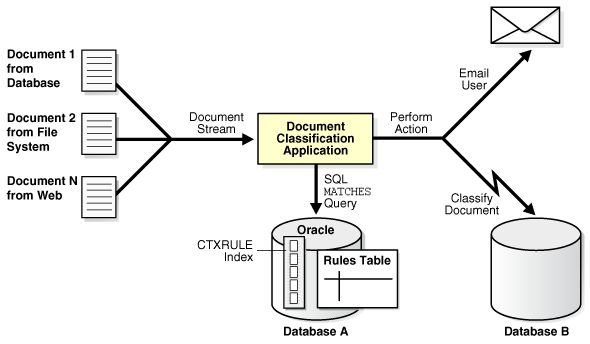 Document 1
from
Database
Document 2
from File
System
Document N
from Web
Document
Stream
Document
Classification
Application
Perform
Action
Email
User
Classify
Document
SQL
MATCHES
Query
CTXRULE
Index
Oracle
Rules Table
Database A
Database B